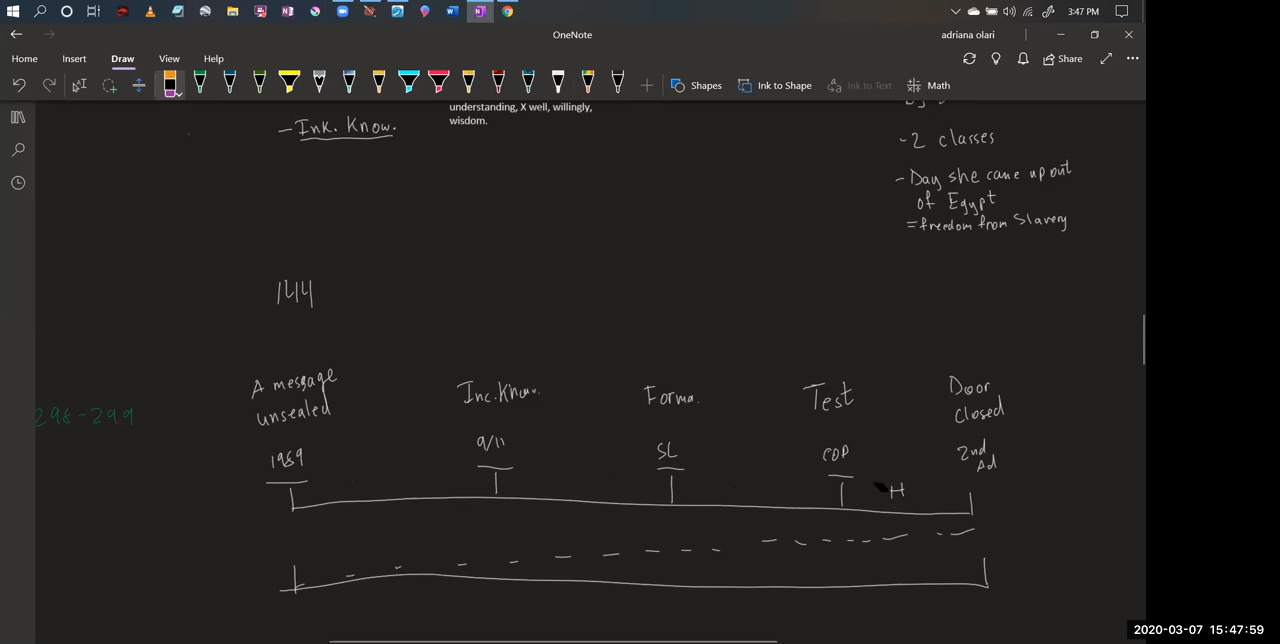 3:47 PM
OneNote
adriana olari
Home
Insert
Draw
View
Help
Share
Shapes
Ink to Shape
Ink to Text
Math
understanding, X well, willingly,
wisdom.
- Ink. Know.
- 2 classes
- Day she came up out
of Egypt
= freedom from Slavery
144
A message
unsealed
Inc. Know.
Forma.
Test
Door
closed
298-299
1989
9/11
SL
COP
2nd
Ad
H
2020-03-07 15:47:59